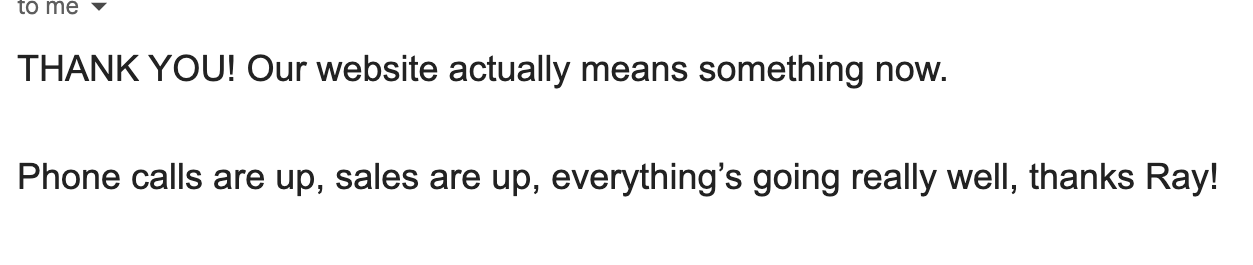 to me
THANK YOU! Our website actually means something now.
Phone calls are up, sales are up, everything’s going really well, thanks Ray!